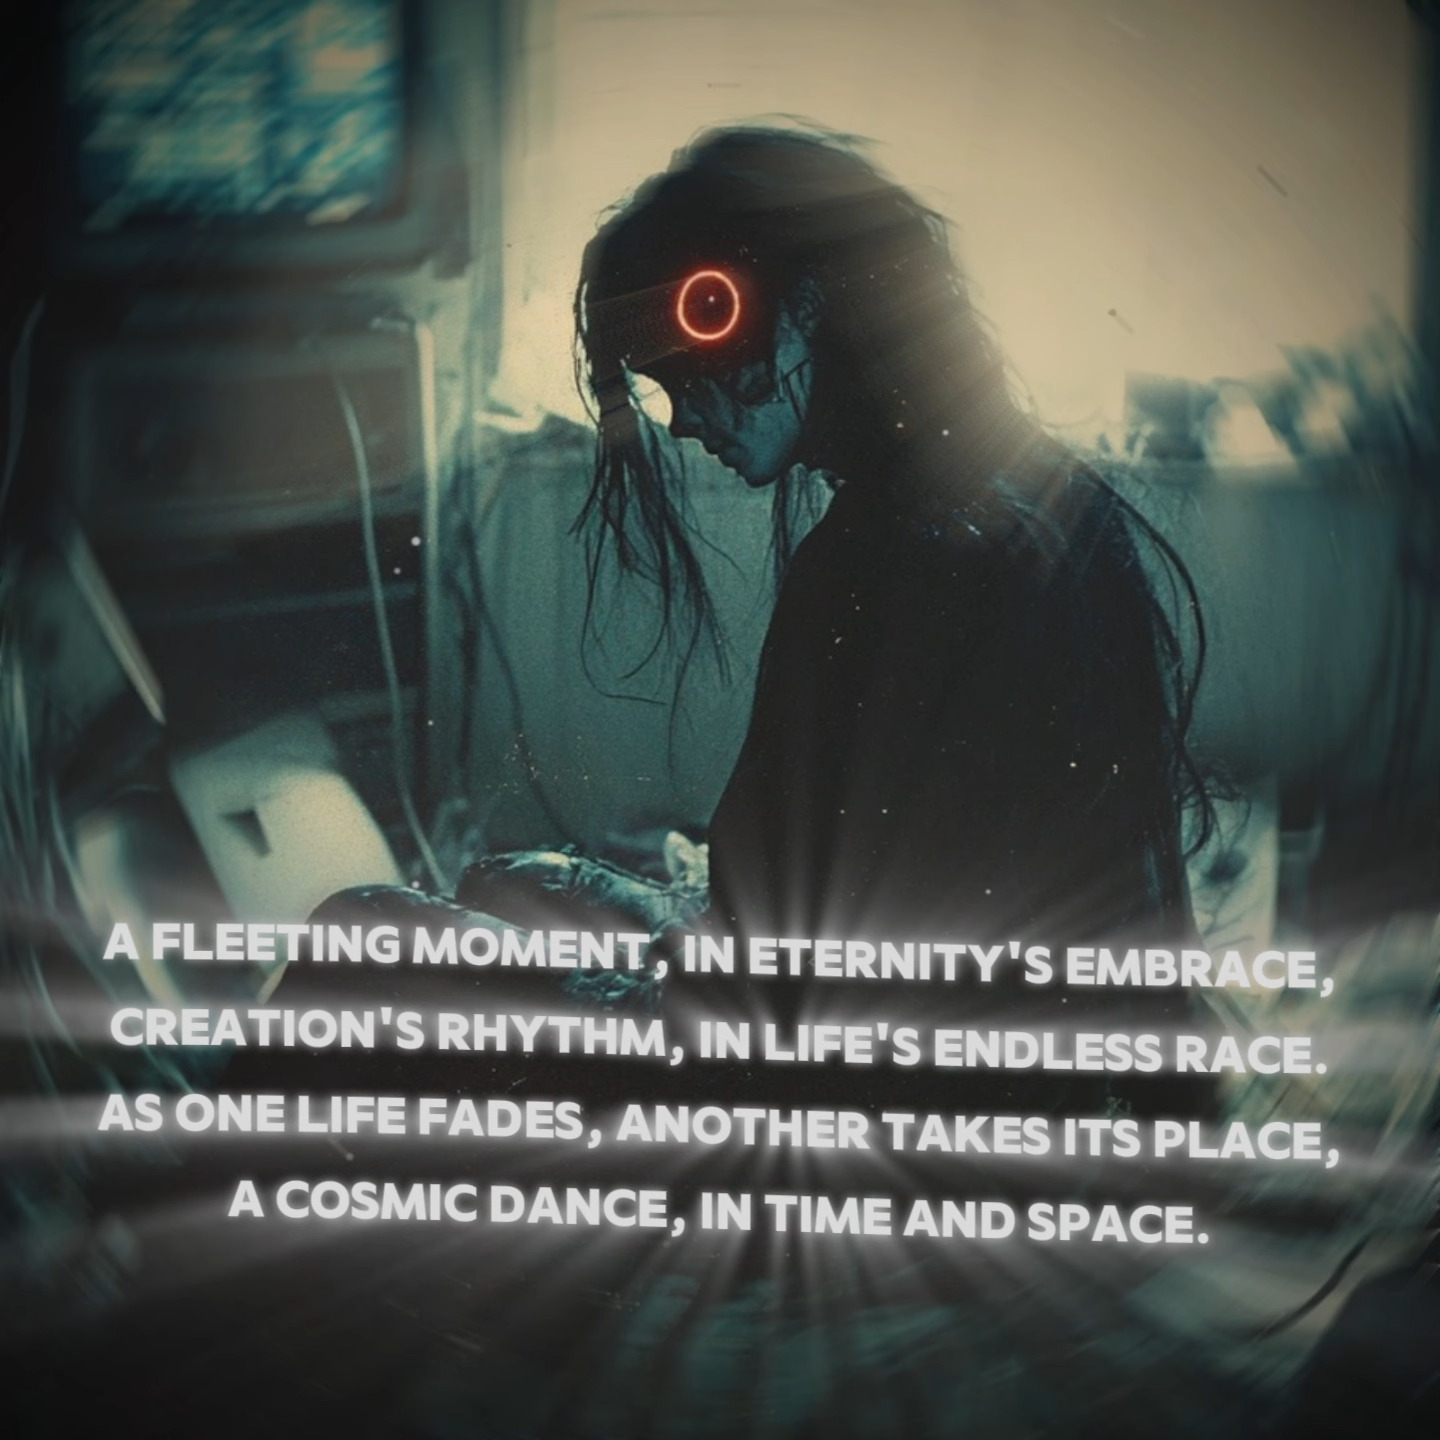 A FLEETING MOMENT, IN ETERNITY'S EMBRACE,
CREATION'S RHYTHM, IN LIFE'S ENDLESS RACE.
AS ONE LIFE FADES, ANOTHER TAKES ITS PLACE,
A COSMIC DANCE, IN TIME AND SPACE.